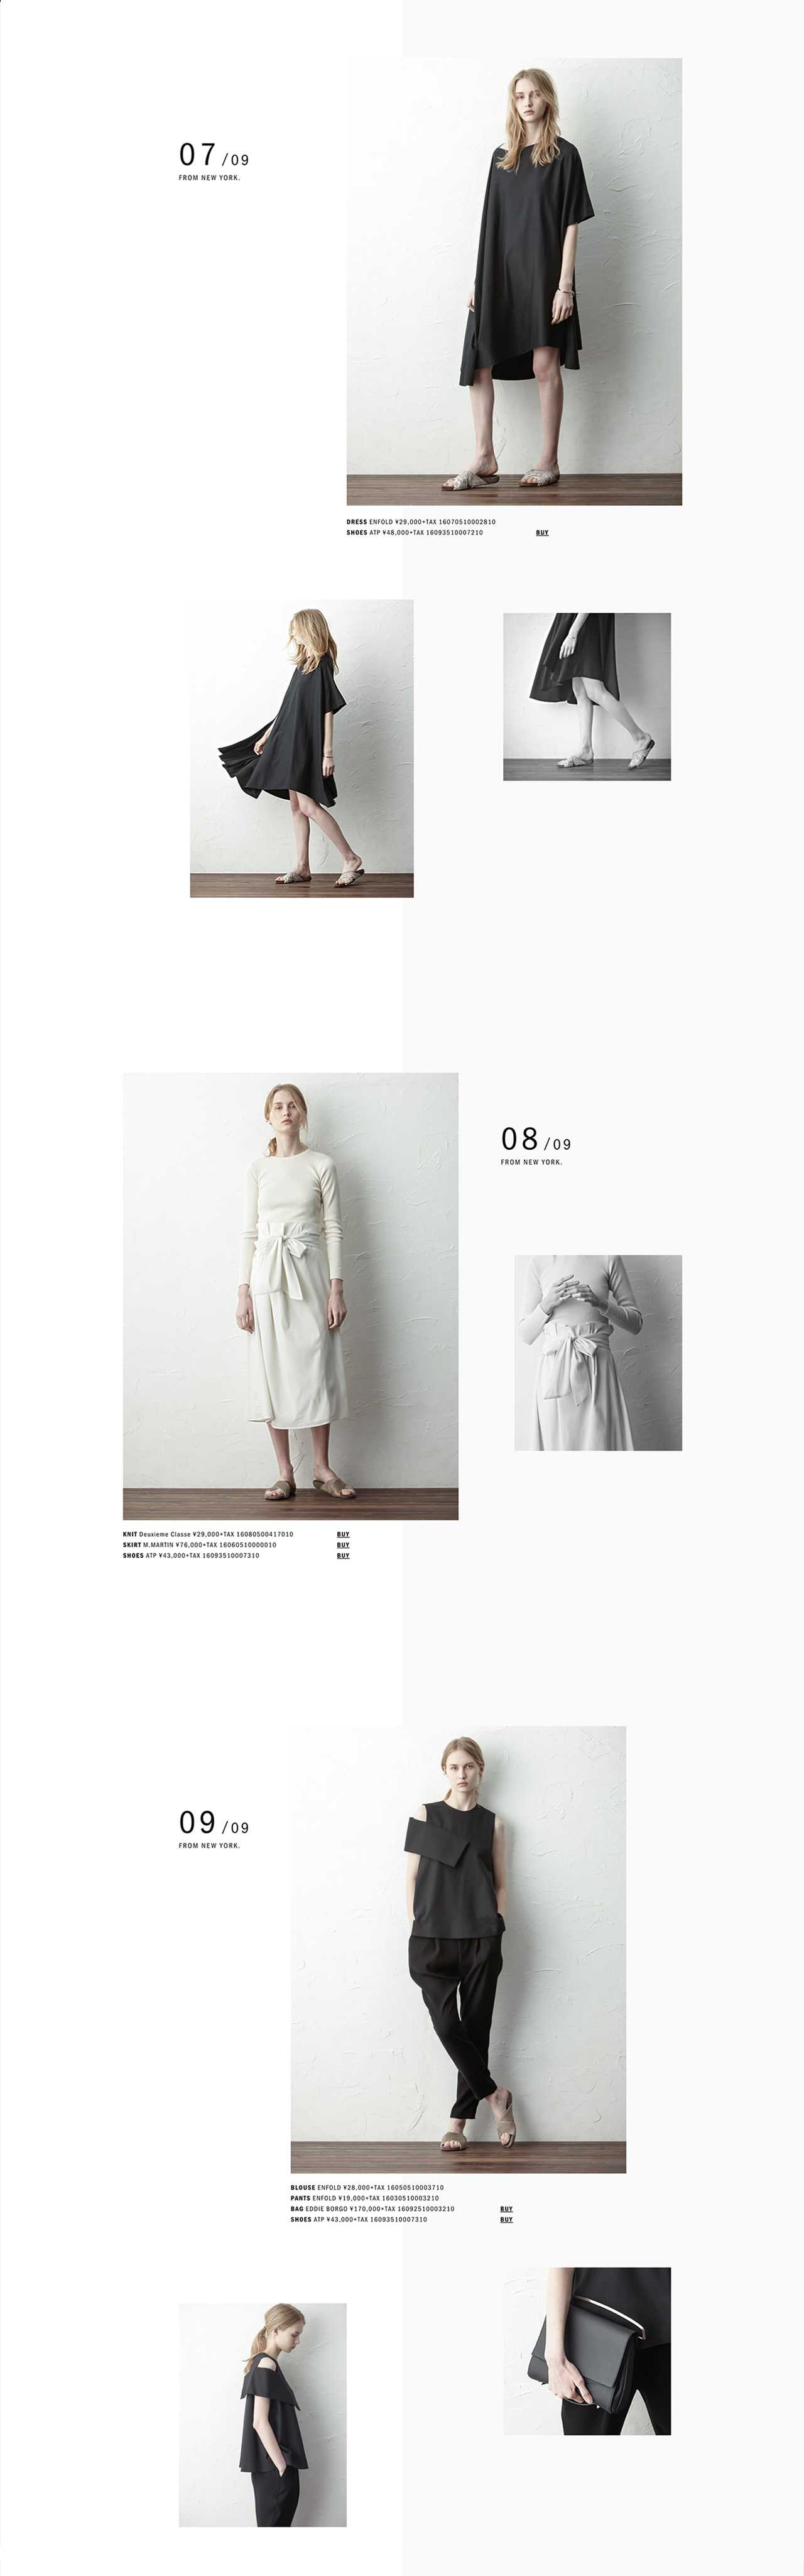 07/09
FROM NEW YORK.
DRESS ENFOLD ¥29,000+TAX 16070510002810
SHOES ATP ¥48,000+TAX 16093510007210 BUY
08/09
FROM NEW YORK.
KNIT Deuxieme Classe ¥29,000+TAX 16080500417010 BUY
SKIRT M.MARTIN ¥76,000+TAX 16060510000010 BUY
SHOES ATP ¥43,000+TAX 16093510007310 BUY
09/09
FROM NEW YORK.
BLOUSE ENFOLD ¥28,000+TAX 16050510003710
PANTS ENFOLD ¥19,000+TAX 16030510003210
BAG EDDIE BORGO ¥170,000+TAX 16092510003210 BUY
SHOES ATP ¥43,000+TAX 16093510007310 BUY